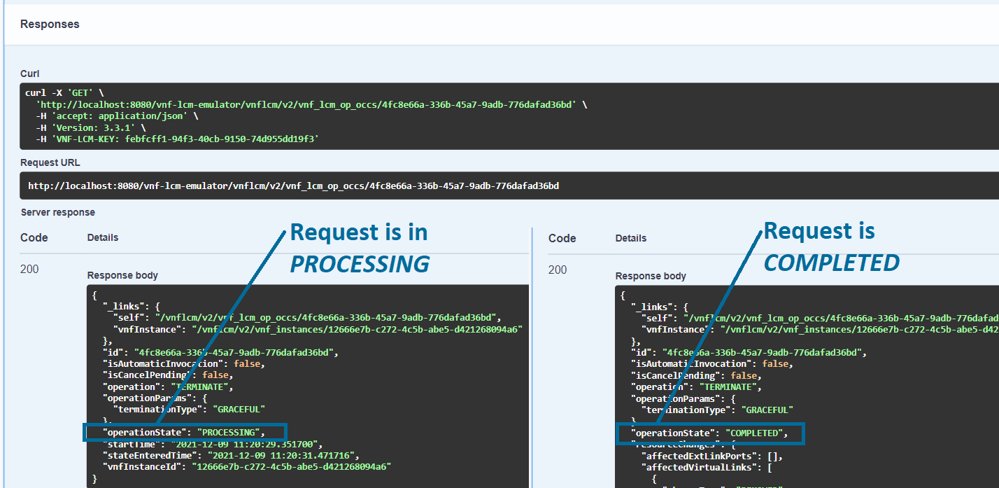 Responses
Curl
curl -X 'GET' \
'http://localhost:8080/vnf-lcm-emulator/vnflcm/v2/vnf_lcm_op_occs/4fc8e66a-336b-45a7-9adb-776dafad36bd' \
-H 'accept: application/json' \
-H 'Version: 3.3.1' \
-H 'VNF-LCM-KEY: febfcff1-94f3-40cb-9150-74d955dd19f3'
Request URL
http://localhost:8080/vnf-lcm-emulator/vnflcm/v2/vnf_lcm_op_occs/4fc8e66a-336b-45a7-9adb-776dafad36bd
Server response
Code
Details
Request is in
PROCESSING
200
Response body
{
"_links": {
"self": "/vnflcm/v2/vnf_lcm_op_occs/4fc8e66a-336b-45a7-9adb-776dafad36bd",
"vnfInstance": "/vnflcm/v2/vnf_instances/12666e7b-c272-4c5b-abe5-d421268094a6"
},
"id": "4fc8e66a-336b-45a7-9adb-776dafad36bd",
"isAutomaticInvocation": false,
"isCancelPending": false,
"operation": "TERMINATE",
"operationParams": {
"terminationType": "GRACEFUL"
},
"operationState": "PROCESSING",
"startTime": "2021-12-09 11:20:29.351700",
"stateEnteredTime": "2021-12-09 11:20:31.471716",
"vnfInstanceId": "12666e7b-c272-4c5b-abe5-d421268094a6"
}
Code
Details
Request is
COMPLETED
200
Response body
{
"_links": {
"self": "/vnflcm/v2/vnf_lcm_op_occs/4fc8e66a-336b-45a7-9adb-776dafad
"vnfInstance": "/vnflcm/v2/vnf_instances/12666e7b-c272-4c5b-abe5-d42
},
"id": "4fc8e66a-336b-45a7-9adb-776dafad36bd",
"isAutomaticInvocation": false,
"isCancelPending": false,
"operation": "TERMINATE",
"operationParams": {
"terminationType": "GRACEFUL"
},
"operationState": "COMPLETED",
"resourceChanges": {
"affectedExtLinkPorts": [],
"affectedVirtualLinks": [
{